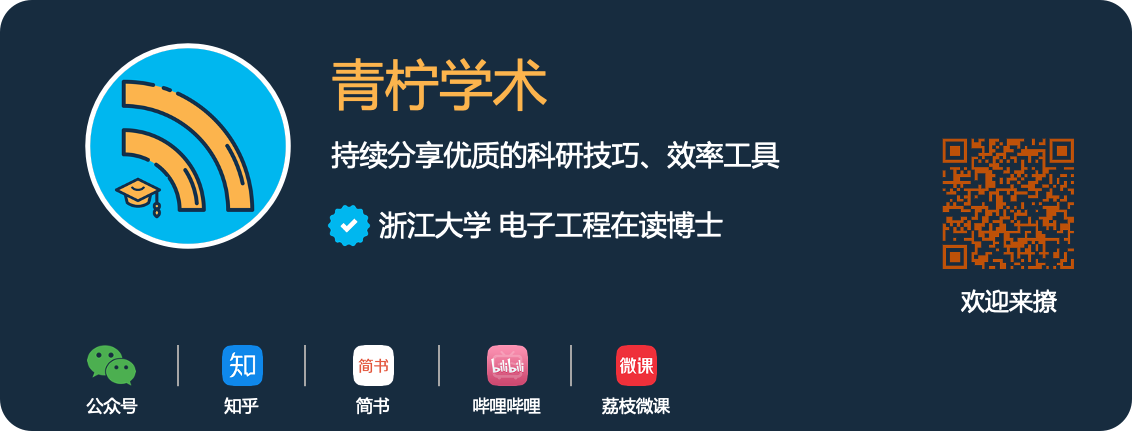 青柠学术
持续分享优质的科研技巧、效率工具
浙江大学 电子工程在读博士
欢迎来撩
知
简书
bilibili
微课
公众号
知乎
简书
哔哩哔哩
荔枝微课